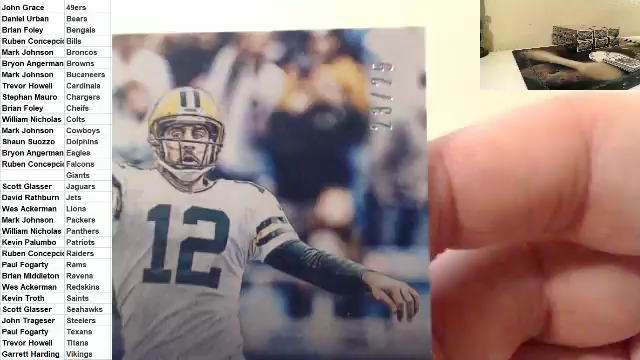 John Grace 49ers
Daniel Urban Bears
Brian Foley Bengals
Ruben Concepcio Bills
Mark Johnson Broncos
Bryon Angerman Browns
Mark Johnson Bucaneers
Trevor Howell Cardinals
Stephan Mauro Chargers
Brian Foley Cheifs
William Nicholas Colts
Mark Johnson Cowboys
Shaun Suozzo Dolphins
Bryon Angerman Eagles
Ruben Concepcio Falcons
Giants
Scott Glasser Jaguars
David Rathburn Jets
Wes Ackerman Lions
Mark Johnson Packers
William Nicholas Panthers
Kevin Palumbo Patriots
Ruben Concepcio Raiders
Paul Fogarty Rams
Brian Middleton Ravens
Wes Ackerman Redskins
Kevin Troth Saints
Scott Glasser Seahawks
John Trageser Steelers
Paul Fogarty Texans
Trevor Howell Titans
Garrett Harding Vikings
23/25
12